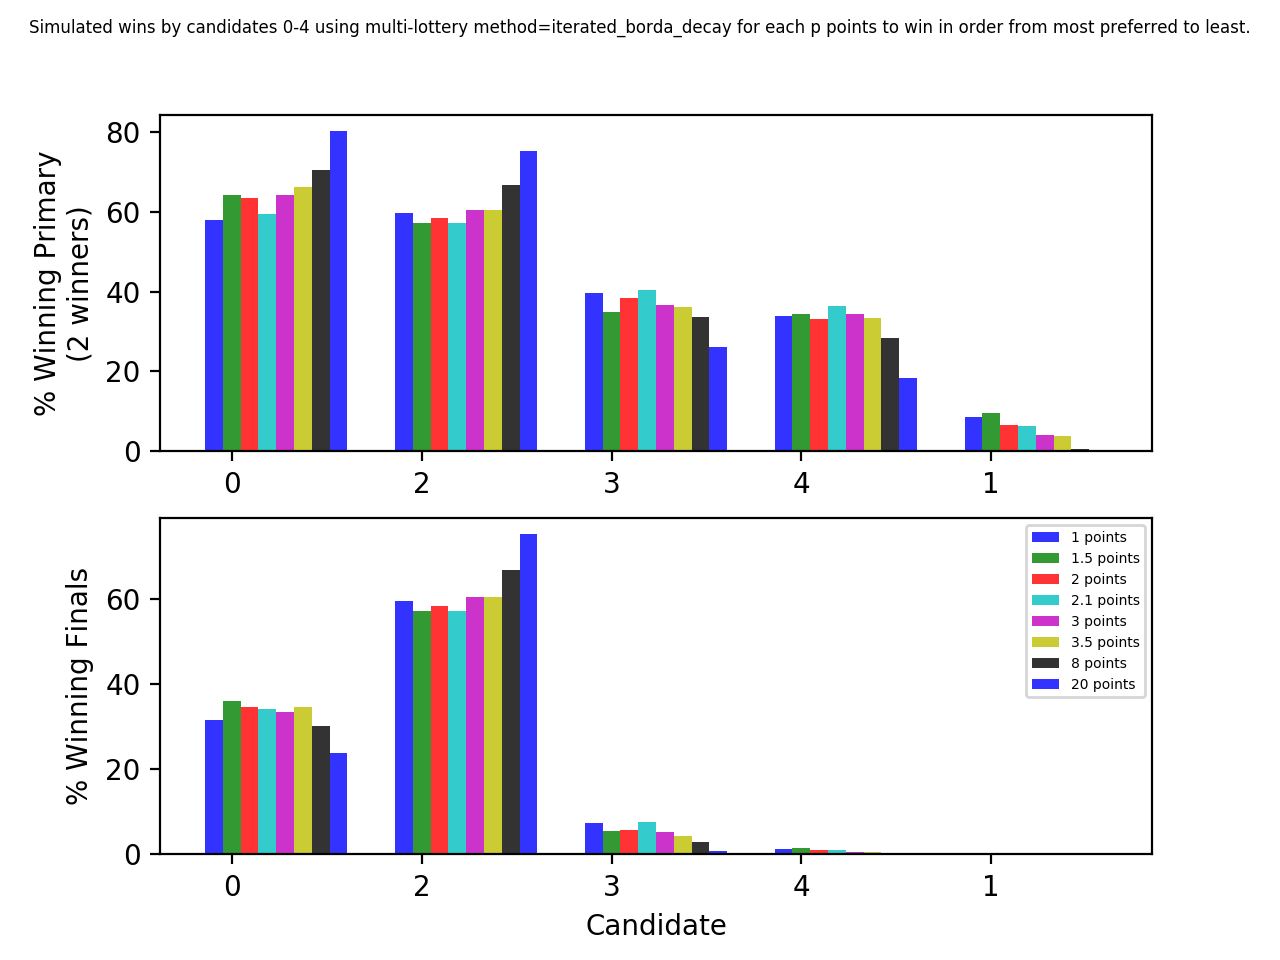 Simulated wins by candidates 0-4 using multi-lottery method=iterated_borda_decay for each p points to win in order from most preferred to least.
% Winning Primary
(2 winners)
80
60
40
20
0
0 2 3 4 1
% Winning Finals
60
40
20
0
1 points
1.5 points
2 points
2.1 points
3 points
3.5 points
8 points
20 points
0 2 3 4 1
Candidate